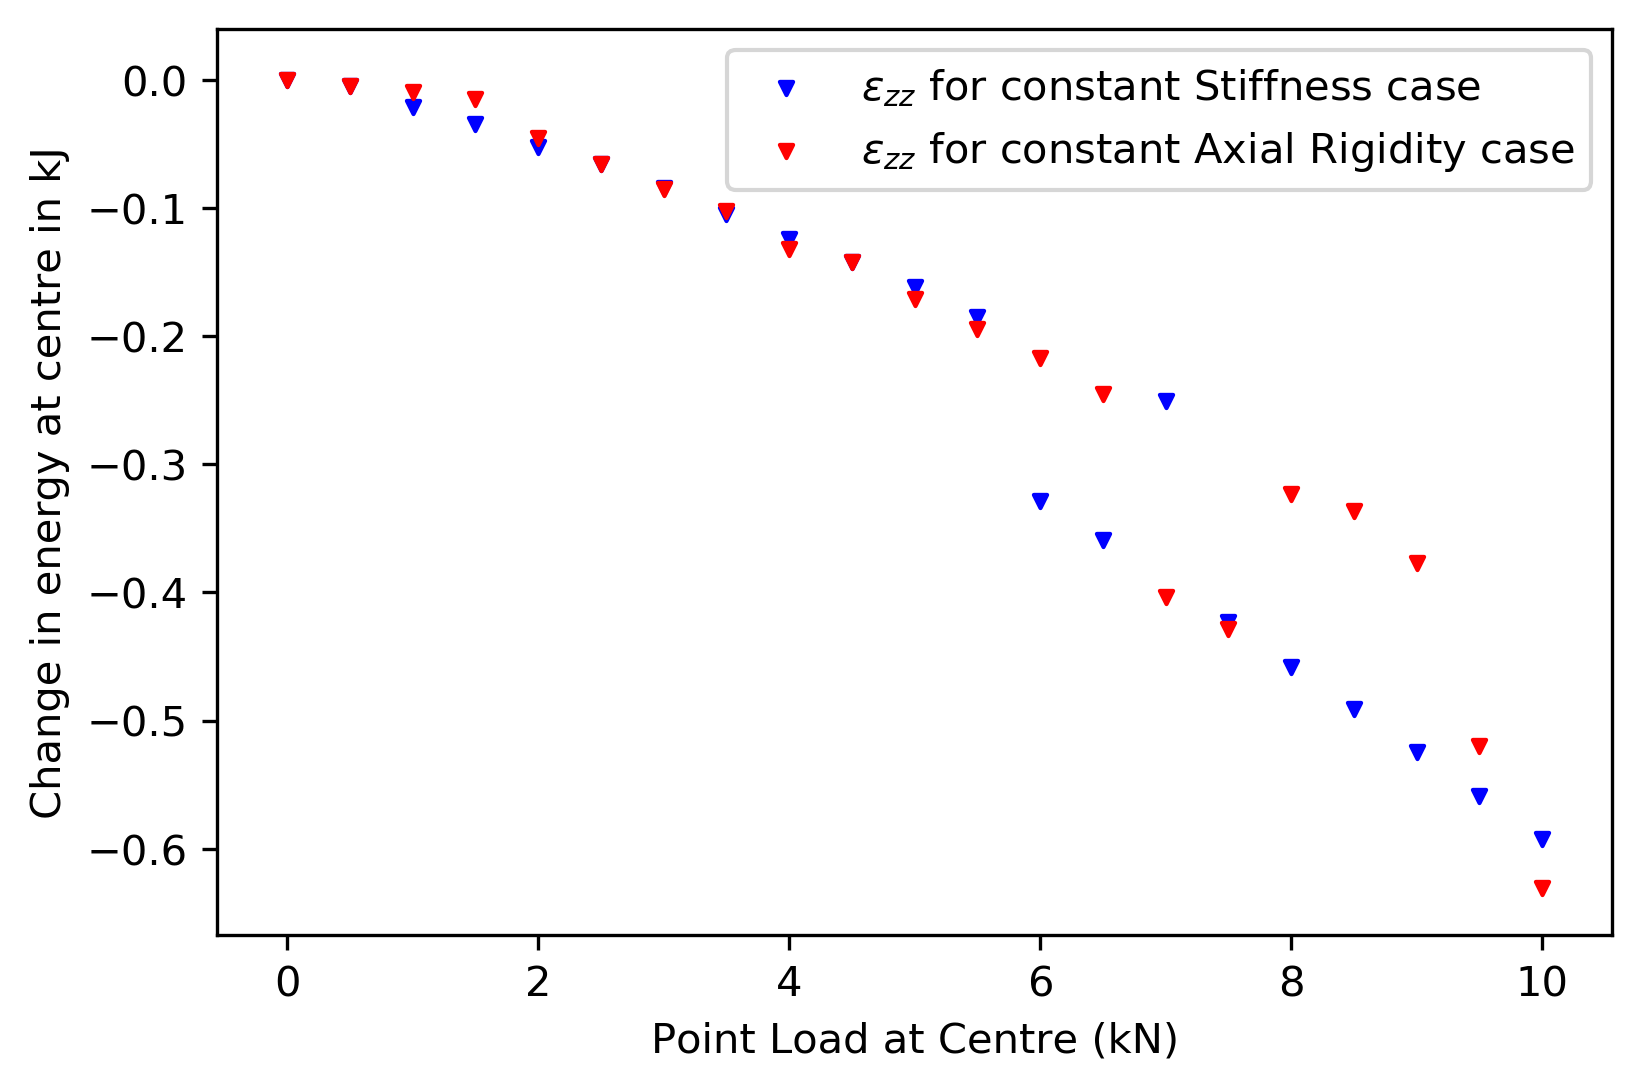 ε_zz for constant Stiffness case
ε_zz for constant Axial Rigidity case
Change in energy at centre in kJ
0.0
−0.1
−0.2
−0.3
−0.4
−0.5
−0.6
0 2 4 6 8 10
Point Load at Centre (kN)